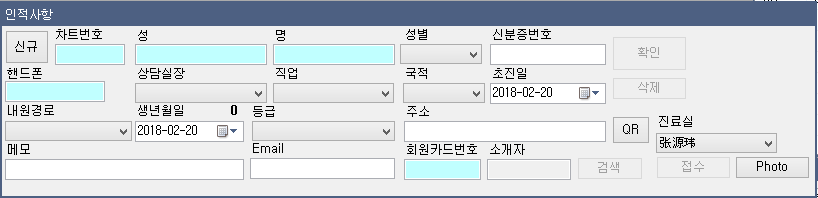 인적사항
신규 차트번호 성 명 성별 신분증번호 확인
핸드폰 상담실장 직업 국적 초진일 삭제
2018-02-20
내원경로 생년월일 0 등급 주소 QR 진료실
2018-02-20 张源玮
메모 Email 회원카드번호 소개자 검색 접수 Photo